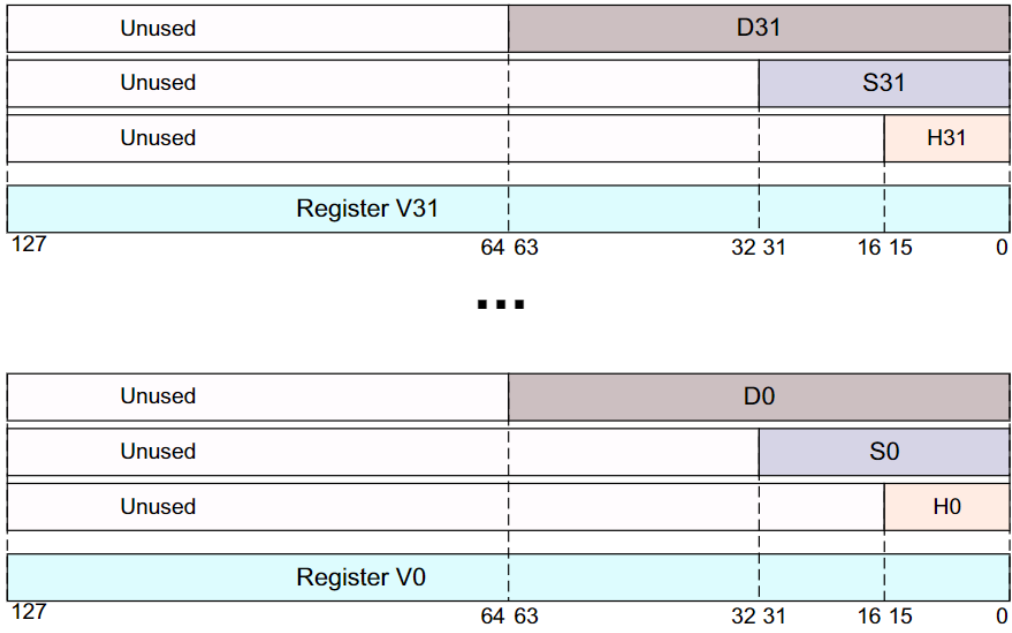 Unused D31
Unused S31
Unused H31
Register V31
127 64 63 32 31 16 15 0
...
Unused D0
Unused S0
Unused H0
Register V0
127 64 63 32 31 16 15 0